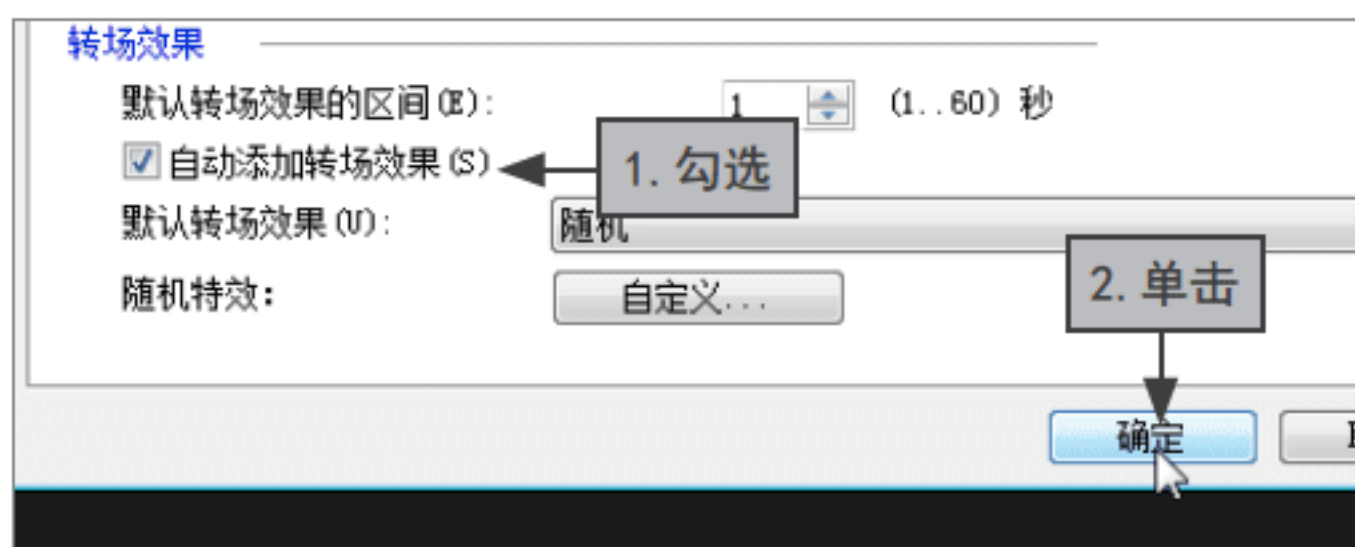 转场效果
默认转场效果的区间(E): 1 (1..60) 秒
自动添加转场效果(S) 1. 勾选
默认转场效果(U): 随机
随机特效: 自定义... 2. 单击
确定